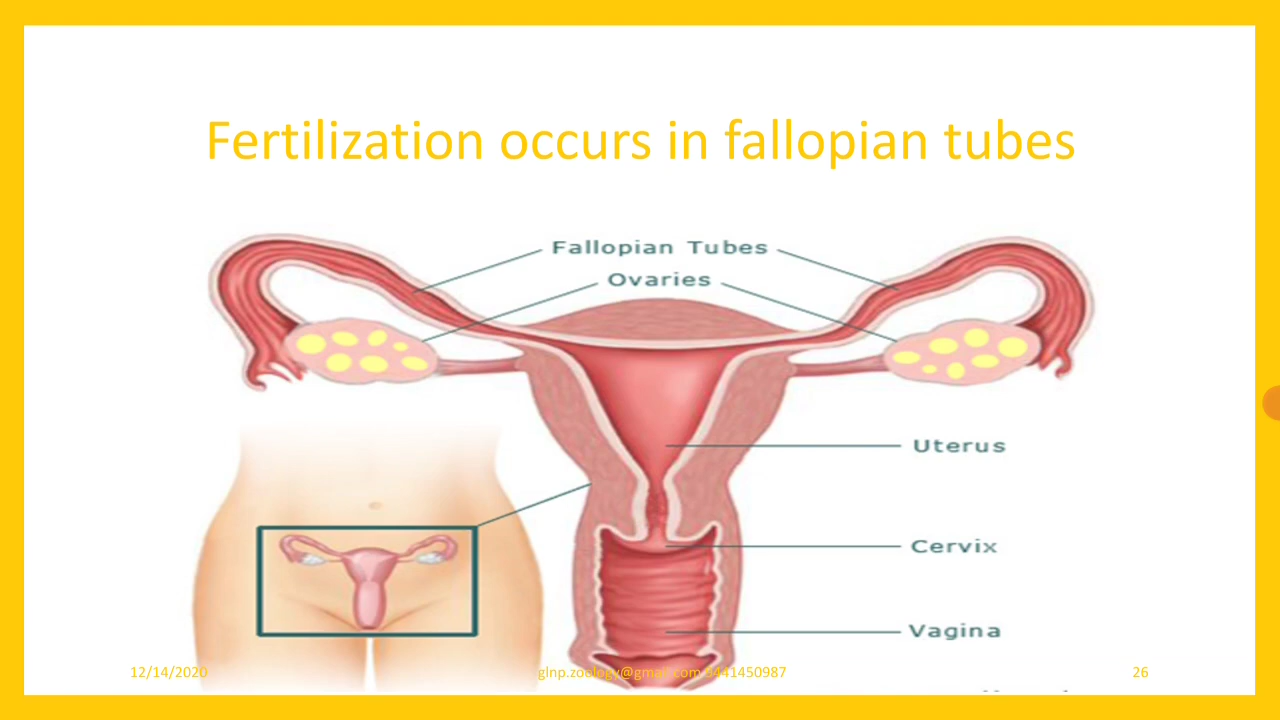 Fertilization occurs in fallopian tubes
Fallopian Tubes
Ovaries
Uterus
Cervix
Vagina
12/14/2020
glnp.zoology@gmail.com 9441450987
26